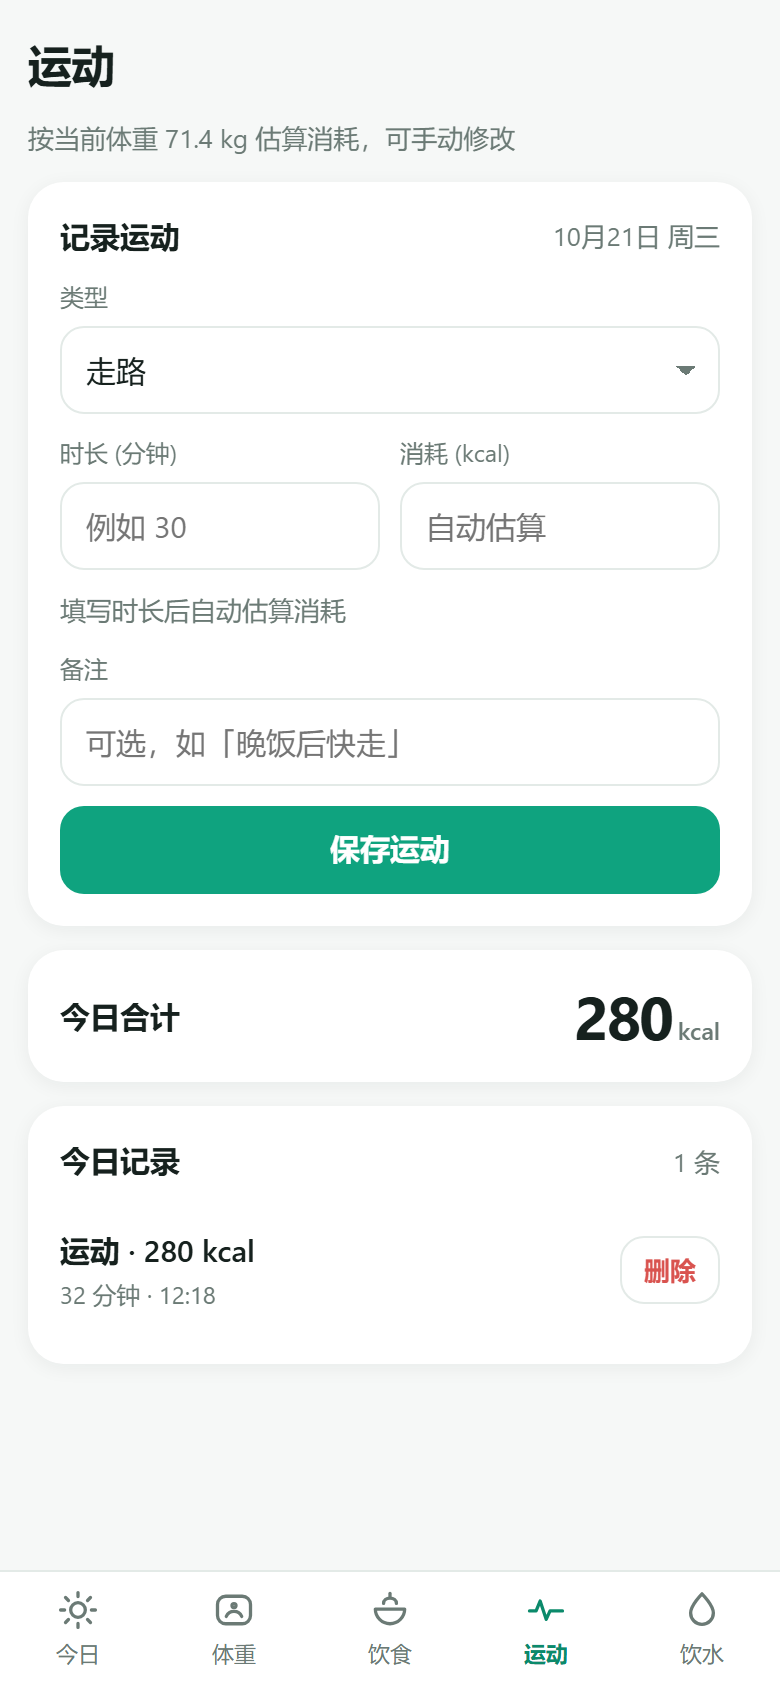 运动
按当前体重 71.4 kg 估算消耗，可手动修改
记录运动
10月21日 周三
类型
走路
时长 (分钟)
消耗 (kcal)
例如 30
自动估算
填写时长后自动估算消耗
备注
可选，如「晚饭后快走」
保存运动
今日合计
280 kcal
今日记录
1 条
运动 · 280 kcal
32 分钟 · 12:18
删除
今日
体重
饮食
运动
饮水